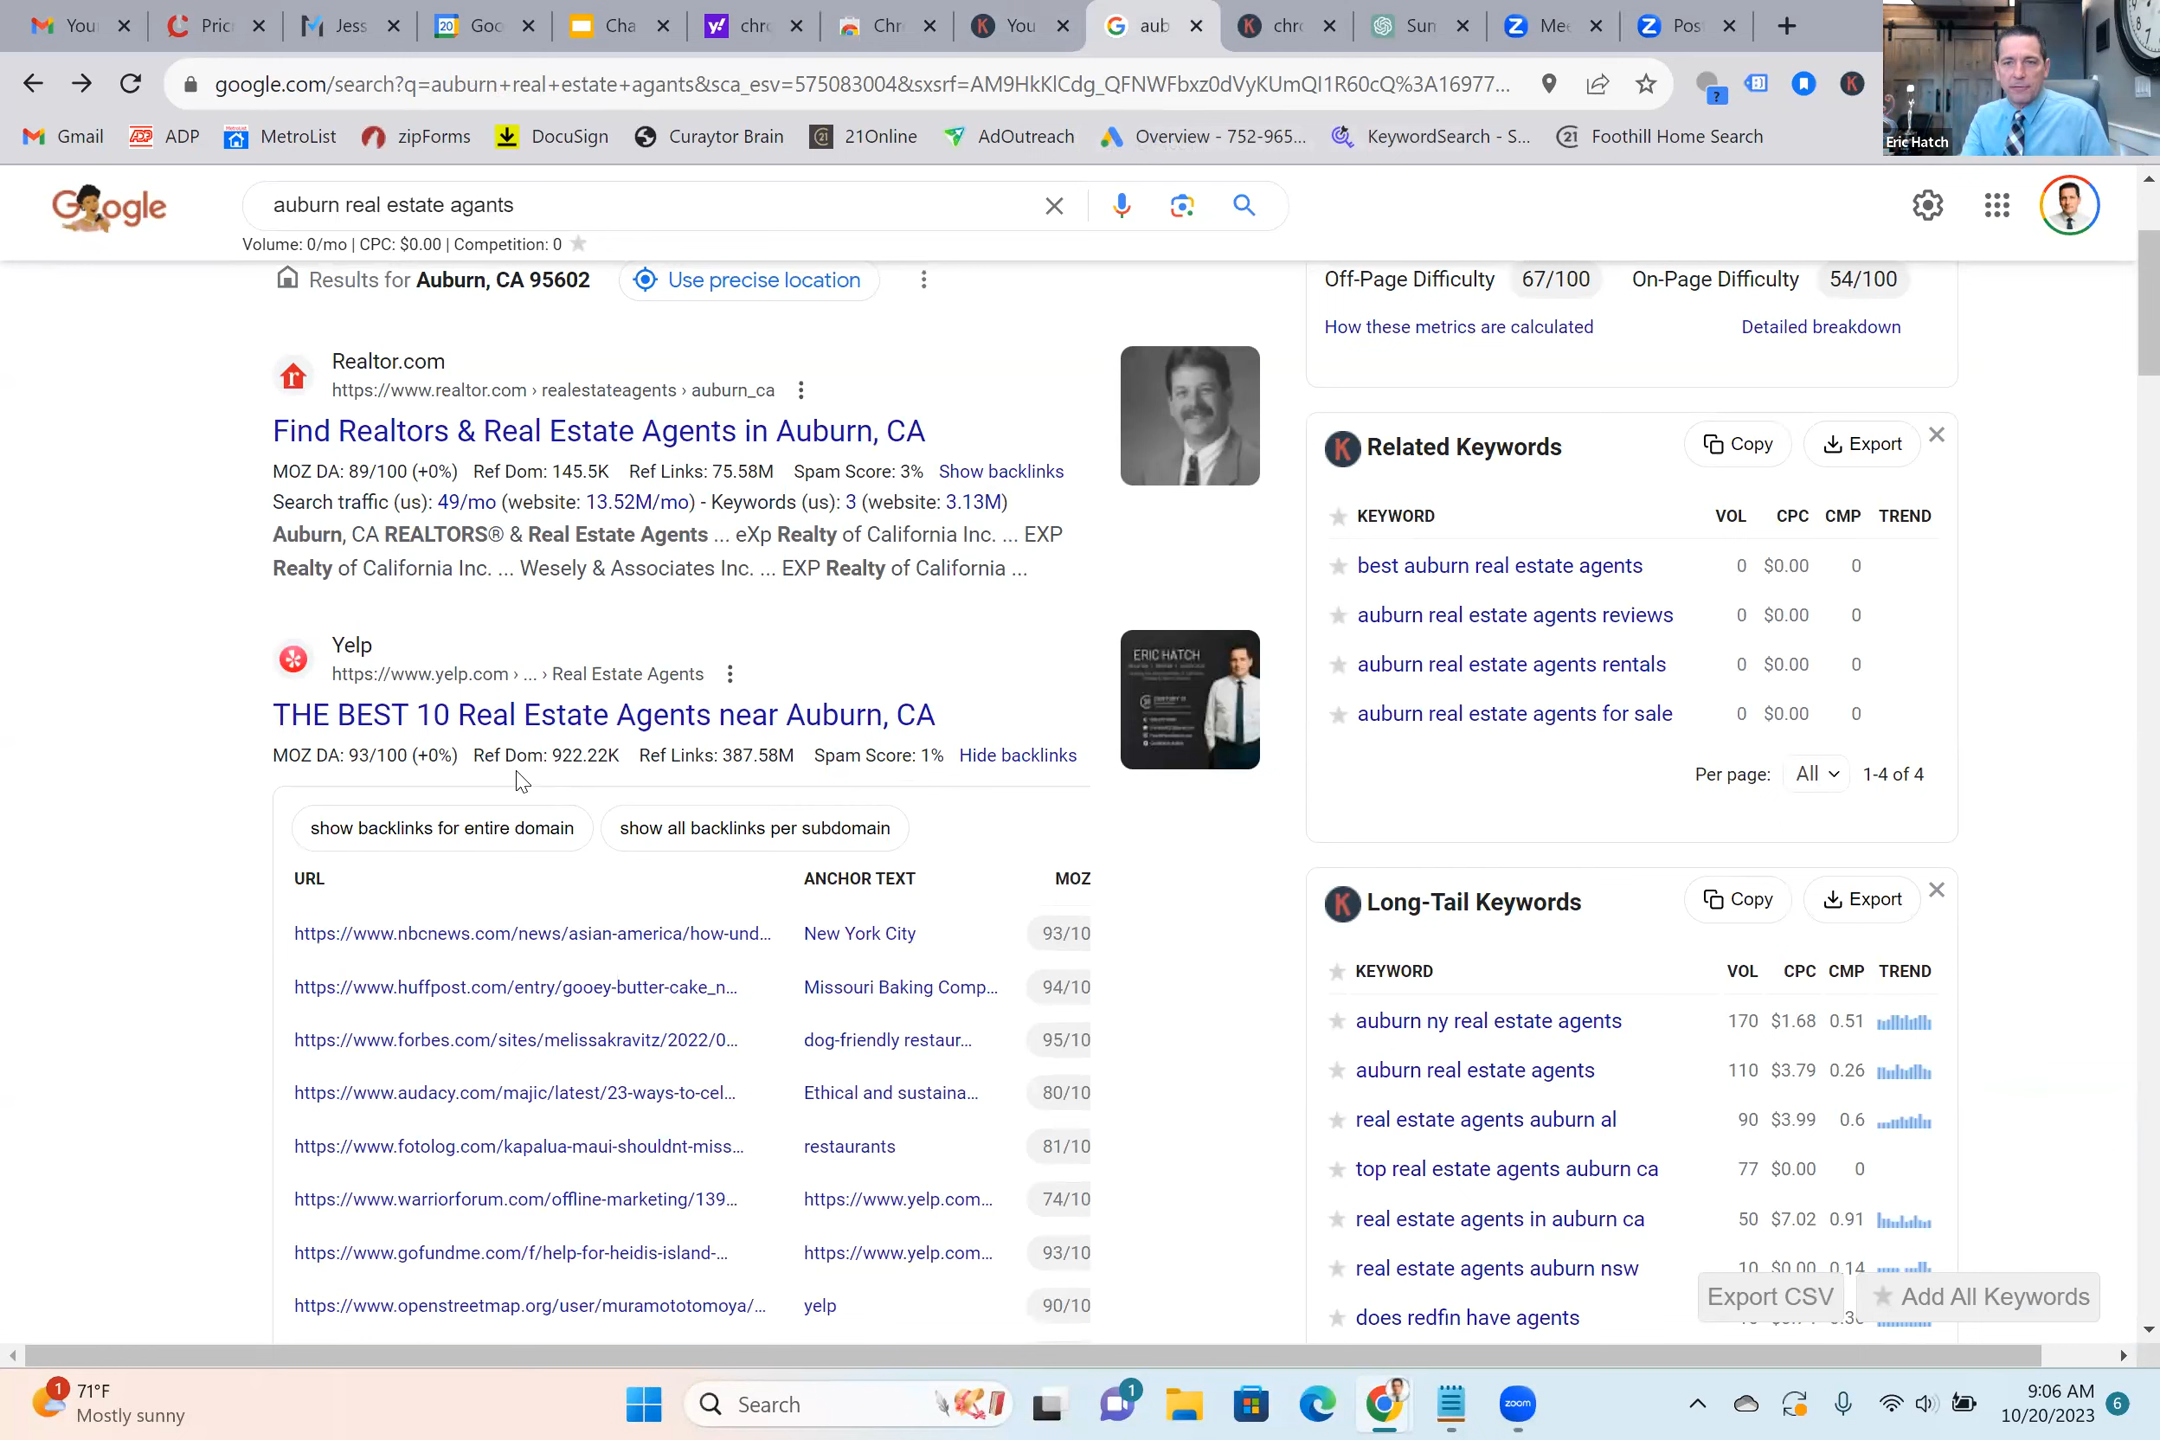 You
Pric
Jess
Goo
Cha
chr
Chr
You
aub
chr
Sun
Me
Pos
google.com/search?q=auburn+real+estate+agants&sca_esv=575083004&sxsrf=AM9HkKlCdg_QFNWFbxz0dVyKUmQI1R60cQ%3A16977...
Gmail
ADP
MetroList
zipForms
DocuSign
Curaytor Brain
21Online
AdOutreach
Overview - 752-965...
KeywordSearch - S...
Foothill Home Search
Eric Hatch
auburn real estate agants
Volume: 0/mo | CPC: $0.00 | Competition: 0
Results for Auburn, CA 95602
Use precise location
Off-Page Difficulty 67/100 On-Page Difficulty 54/100
How these metrics are calculated Detailed breakdown
Realtor.com
https://www.realtor.com › realestateagents › auburn_ca
Find Realtors & Real Estate Agents in Auburn, CA
MOZ DA: 89/100 (+0%) Ref Dom: 145.5K Ref Links: 75.58M Spam Score: 3% Show backlinks
Search traffic (us): 49/mo (website: 13.52M/mo) - Keywords (us): 3 (website: 3.13M)
Auburn, CA REALTORS® & Real Estate Agents ... eXp Realty of California Inc. ... EXP
Realty of California Inc. ... Wesely & Associates Inc. ... EXP Realty of California ...
Yelp
https://www.yelp.com › ... › Real Estate Agents
THE BEST 10 Real Estate Agents near Auburn, CA
MOZ DA: 93/100 (+0%) Ref Dom: 922.22K Ref Links: 387.58M Spam Score: 1% Hide backlinks
ERIC HATCH
show backlinks for entire domain
show all backlinks per subdomain
URL ANCHOR TEXT MOZ
https://www.nbcnews.com/news/asian-america/how-und... New York City 93/10
https://www.huffpost.com/entry/gooey-butter-cake_n... Missouri Baking Comp... 94/10
https://www.forbes.com/sites/melissakravitz/2022/0... dog-friendly restaur... 95/10
https://www.audacy.com/majic/latest/23-ways-to-cel... Ethical and sustaina... 80/10
https://www.fotolog.com/kapalua-maui-shouldnt-miss... restaurants 81/10
https://www.warriorforum.com/offline-marketing/139... https://www.yelp.com... 74/10
https://www.gofundme.com/f/help-for-heidis-island-... https://www.yelp.com... 93/10
https://www.openstreetmap.org/user/muramototomoya/... yelp 90/10
Related Keywords
Copy
Export
KEYWORD VOL CPC CMP TREND
best auburn real estate agents 0 $0.00 0
auburn real estate agents reviews 0 $0.00 0
auburn real estate agents rentals 0 $0.00 0
auburn real estate agents for sale 0 $0.00 0
Per page: All 1-4 of 4
Long-Tail Keywords
Copy
Export
KEYWORD VOL CPC CMP TREND
auburn ny real estate agents 170 $1.68 0.51
auburn real estate agents 110 $3.79 0.26
real estate agents auburn al 90 $3.99 0.6
top real estate agents auburn ca 77 $0.00 0
real estate agents in auburn ca 50 $7.02 0.91
real estate agents auburn nsw 10 $0.00 0.14
does redfin have agents
Export CSV
Add All Keywords
1
71°F
Mostly sunny
Search
1
zoom
9:06 AM
10/20/2023
6